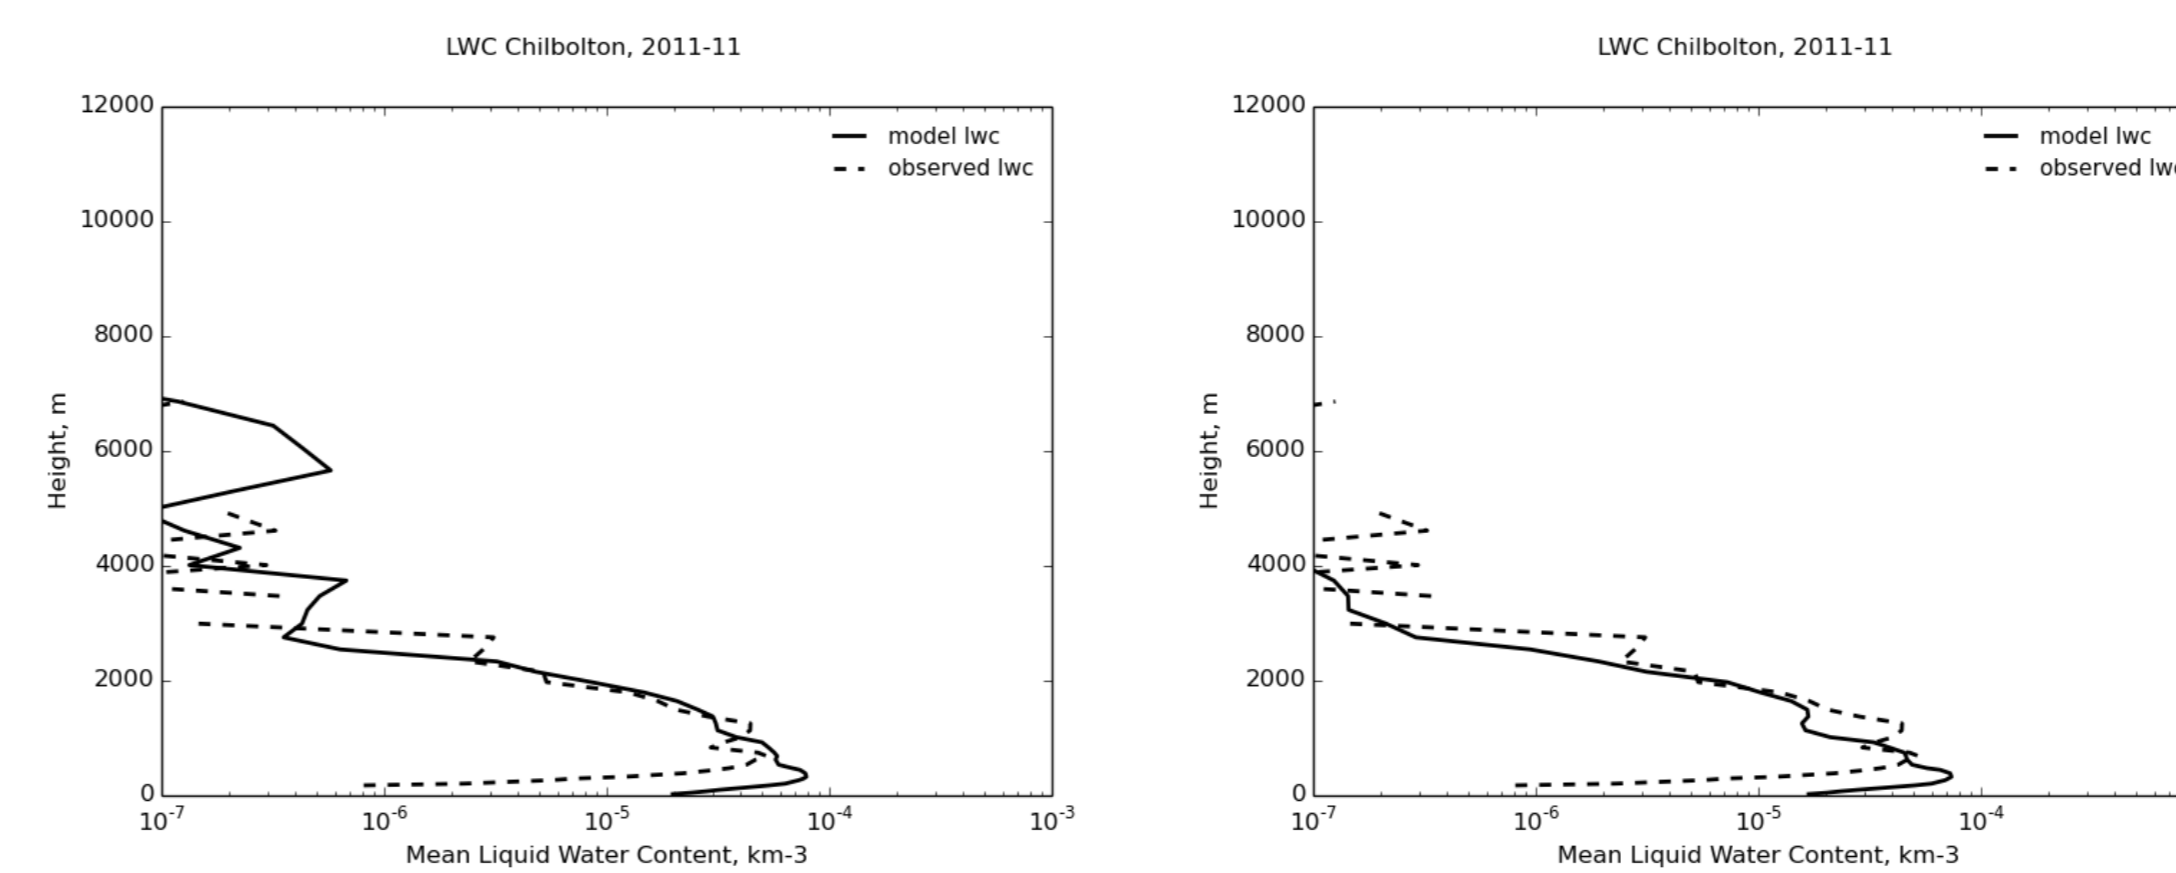 LWC Chilbolton, 2011-11
12000
10000
8000
6000
4000
2000
0
Height, m
model lwc
observed lwc
10-7
10-6
10-5
10-4
10-3
Mean Liquid Water Content, km-3
LWC Chilbolton, 2011-11
12000
10000
8000
6000
4000
2000
0
Height, m
model lwc
observed lw
10-7
10-6
10-5
10-4
Mean Liquid Water Content, km-3